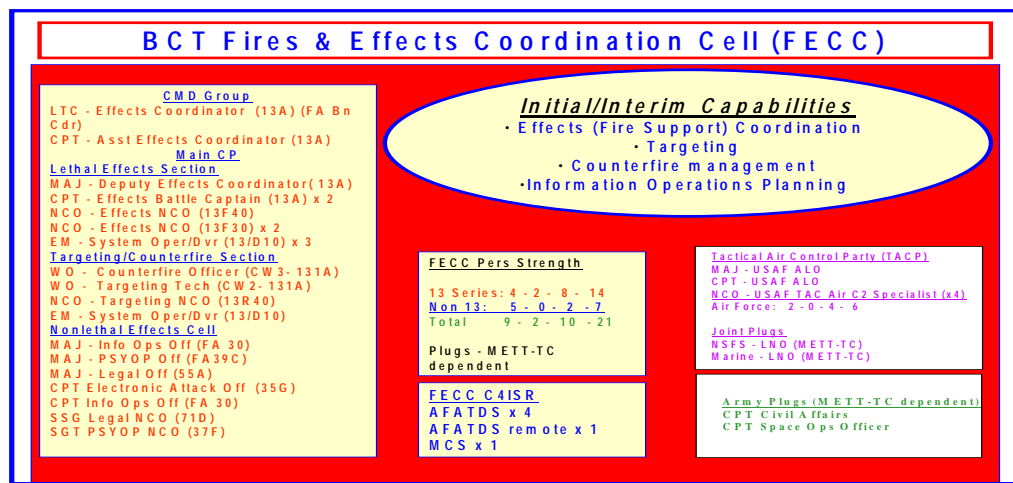 BCT Fires & Effects Coordination Cell (FECC)
CMD Group
LTC - Effects Coordinator (13A) (FA Bn
Cdr)
CPT - Asst Effects Coordinator (13A)
Main CP
Lethal Effects Section
MAJ - Deputy Effects Coordinator( 13A)
CPT - Effects Battle Captain (13A) x 2
NCO - Effects NCO (13F40)
NCO - Effects NCO (13F30) x 2
EM - System Oper/Dvr (13/D10) x 3
Targeting/Counterfire Section
WO - Counterfire Officer (CW3- 131A)
WO - Targeting Tech (CW2- 131A)
NCO - Targeting NCO (13R40)
EM - System Oper/Dvr (13/D10)
Nonlethal Effects Cell
MAJ - Info Ops Off (FA 30)
MAJ - PSYOP Off (FA39C)
MAJ - Legal Off (55A)
CPT Electronic Attack Off (35G)
CPT Info Ops Off (FA 30)
SSG Legal NCO (71D)
SGT PSYOP NCO (37F)
Initial/Interim Capabilities
• Effects (Fire Support) Coordination
• Targeting
• Counterfire management
•Information Operations Planning
FECC Pers Strength
13 Series: 4 - 2 - 8 - 14
Non 13: 5 - 0 - 2 - 7
Total 9 - 2 - 10 - 21
Plugs - METT-TC
dependent
FECC C4ISR
AFATDS x 4
AFATDS remote x 1
MCS x 1
Tactical Air Control Party (TACP)
MAJ - USAF ALO
CPT - USAF ALO
NCO - USAF TAC Air C2 Specialist (x4)
Air Force: 2 - 0 - 4 - 6
Joint Plugs
NSFS - LNO (METT-TC)
Marine - LNO (METT-TC)
Army Plugs (METT-TC dependent)
CPT Civil Affairs
CPT Space Ops Officer